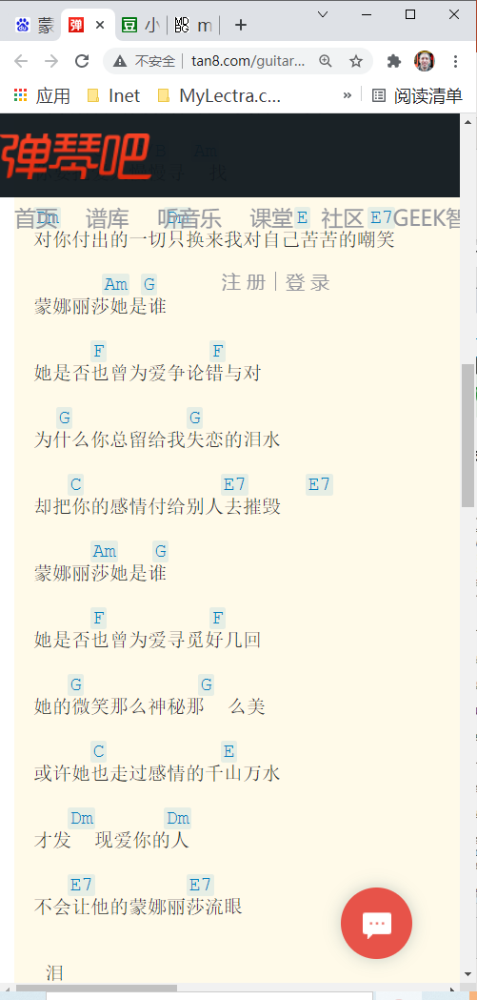 蒙
弹
小
m
不安全 tan8.com/guitar...
应用 Inet MyLectra.c... » 阅读清单
弹琴吧
Am
找
首页 谱库 听音乐 课堂 社区 GEEK智
Dm Dm E E7
对你付出的一切只换来我对自己苦苦的嘲笑
注册 | 登录
Am G
蒙娜丽莎她是谁
F F
她是否也曾为爱争论错与对
G G
为什么你总留给我失恋的泪水
C E7 E7
却把你的感情付给别人去摧毁
Am G
蒙娜丽莎她是谁
F F
她是否也曾为爱寻觅好几回
G G
她的微笑那么神秘那 么美
C E
或许她也走过感情的千山万水
Dm Dm
才发 现爱你的人
E7 E7
不会让他的蒙娜丽莎流眼
泪